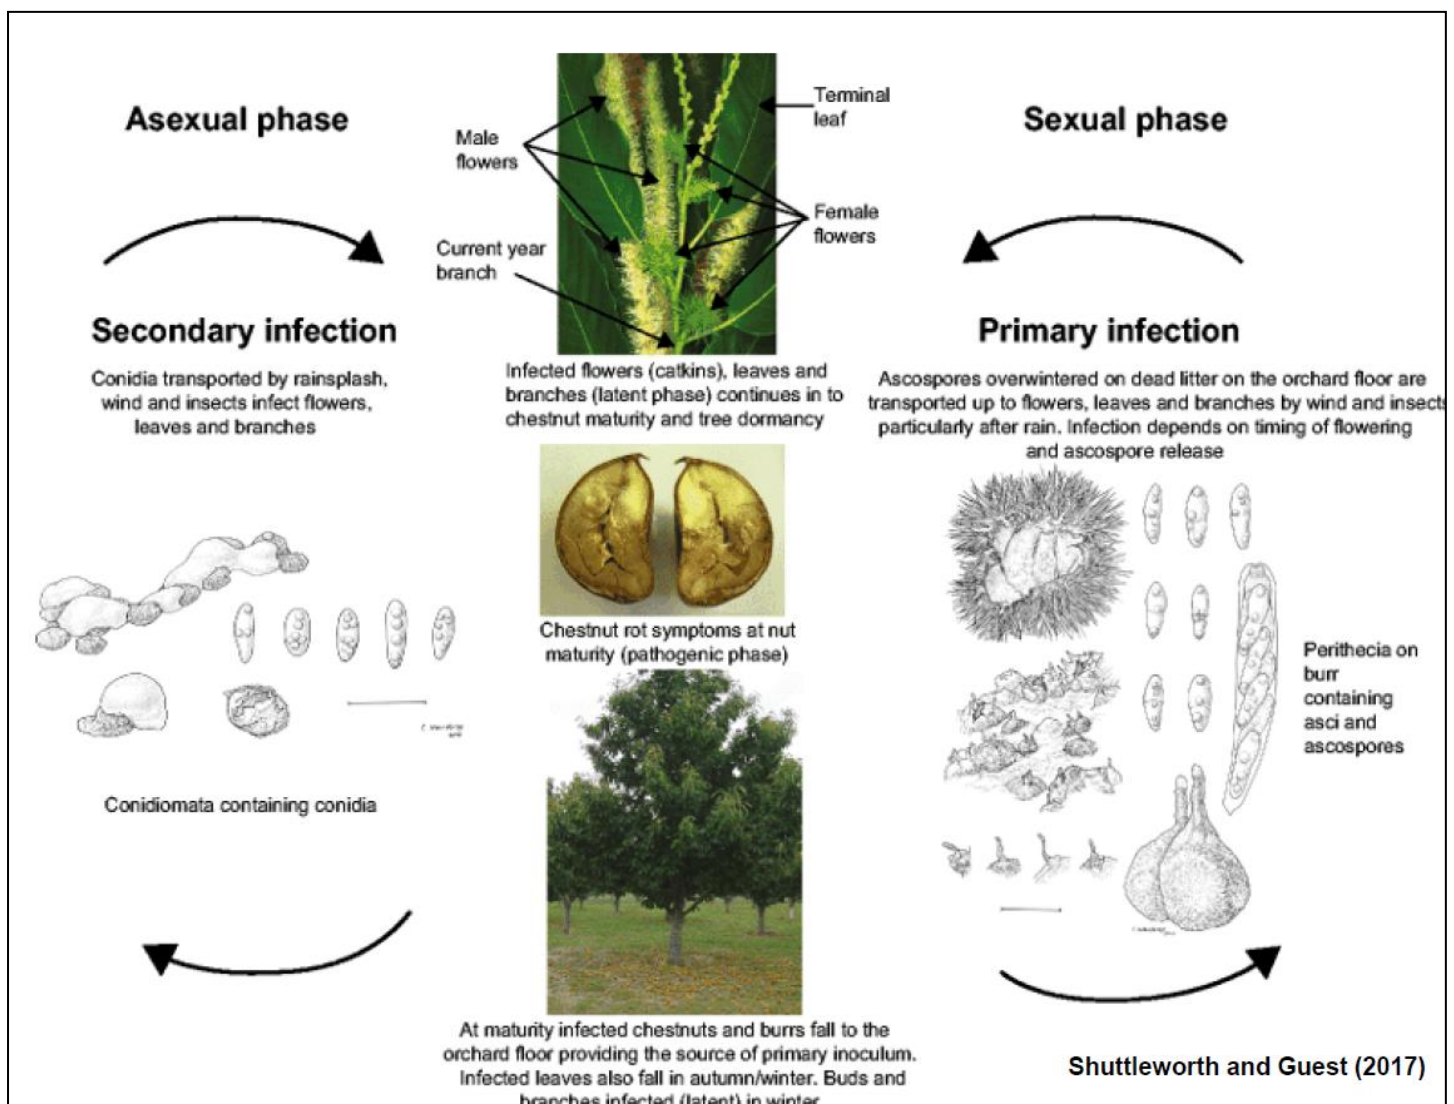 Asexual phase
Male
flowers
Current year
branch
Terminal
leaf
Female
flowers
Sexual phase
Secondary infection
Conidia transported by rainsplash,
wind and insects infect flowers,
leaves and branches
Infected flowers (catkins), leaves and
branches (latent phase) continues in to
chestnut maturity and tree dormancy
Primary infection
Ascospores overwintered on dead litter on the orchard floor are
transported up to flowers, leaves and branches by wind and insects
particularly after rain. Infection depends on timing of flowering
and ascospore release
Chestnut rot symptoms at nut
maturity (pathogenic phase)
Perithecia on
burr
containing
asci and
ascospores
Conidiomata containing conidia
At maturity infected chestnuts and burrs fall to the
orchard floor providing the source of primary inoculum.
Infected leaves also fall in autumn/winter. Buds and
branches infected (latent) in winter
Shuttleworth and Guest (2017)